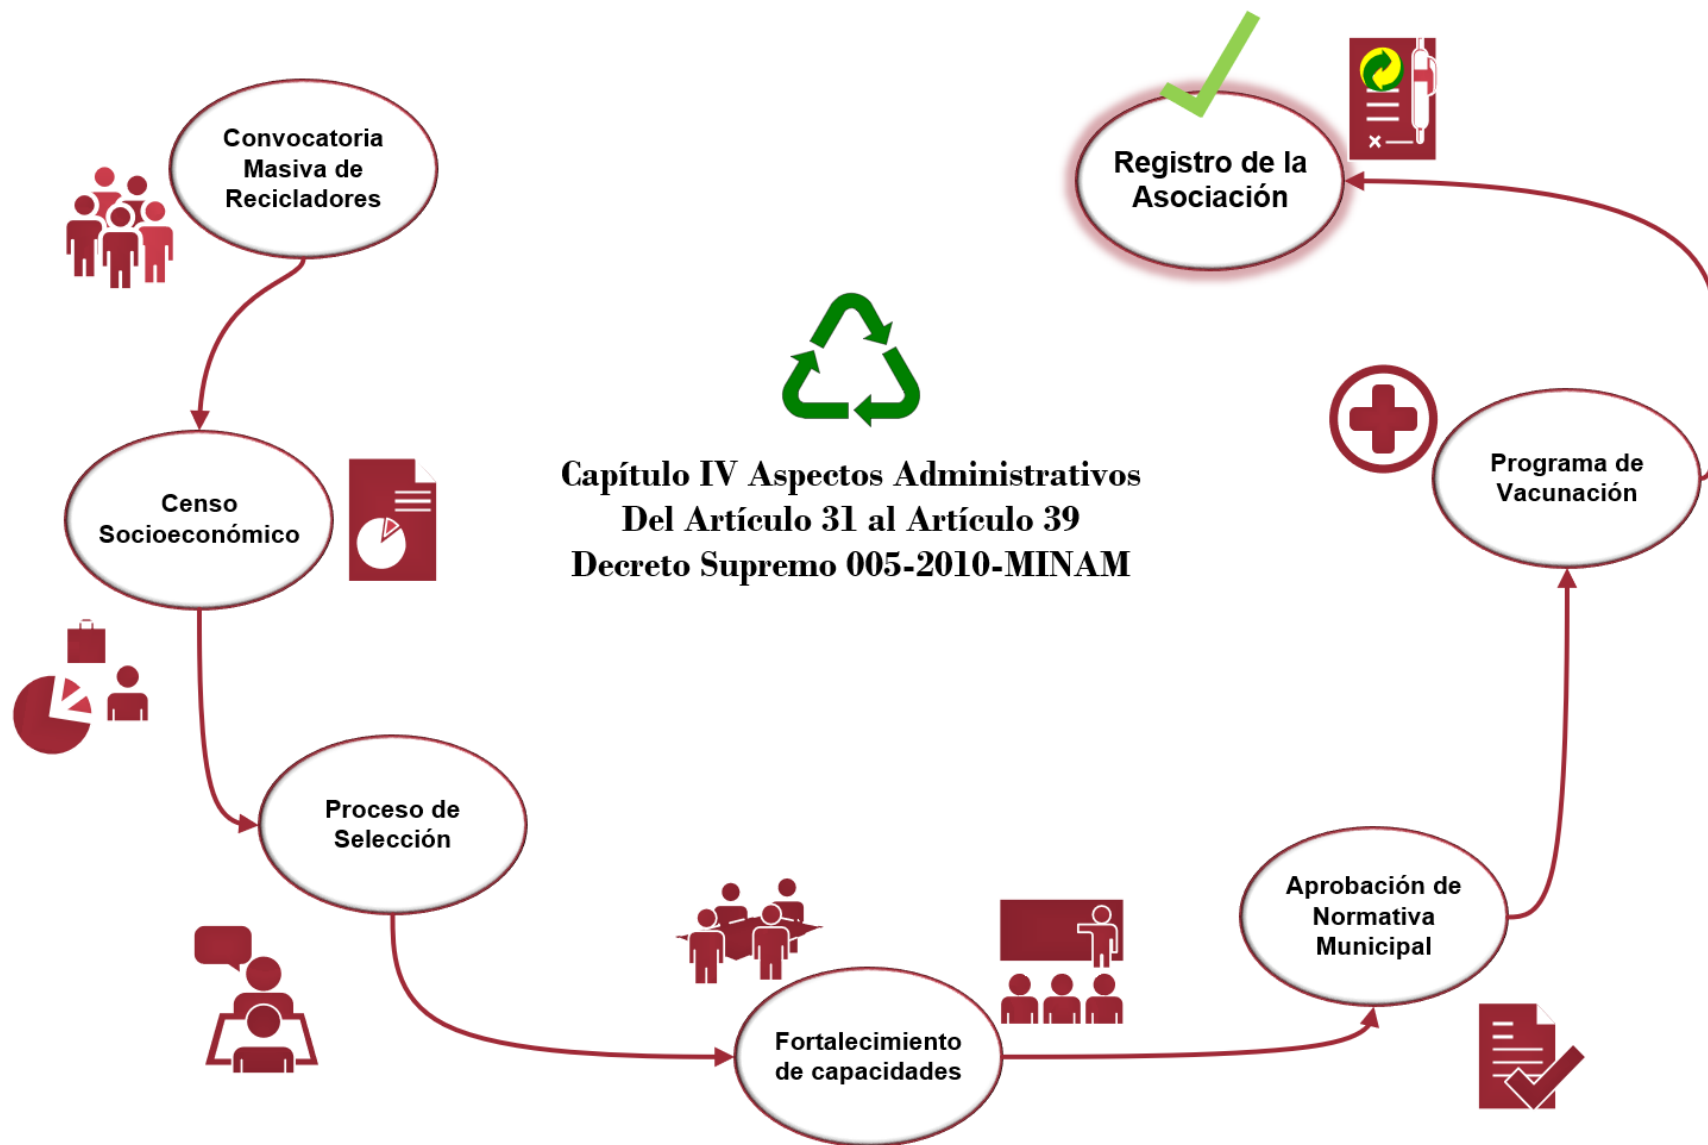 Convocatoria
Masiva de
Recicladores
Censo
Socioeconómico
Proceso de
Selección
Fortalecimiento
de capacidades
Aprobación de
Normativa
Municipal
Programa de
Vacunación
Registro de la
Asociación
Capítulo IV Aspectos Administrativos
Del Artículo 31 al Artículo 39
Decreto Supremo 005-2010-MINAM